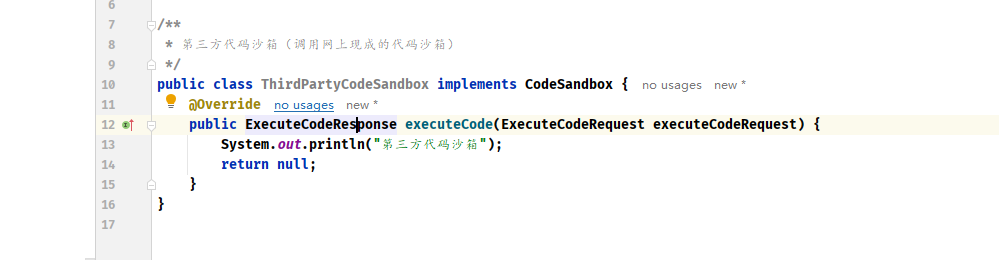 6
7 /**
8 * 第三方代码沙箱（调用网上现成的代码沙箱）
9 */
10 public class ThirdPartyCodeSandbox implements CodeSandbox { no usages new *
11 @Override no usages new *
12 public ExecuteCodeResponse executeCode(ExecuteCodeRequest executeCodeRequest) {
13 System.out.println("第三方代码沙箱");
14 return null;
15 }
16 }
17